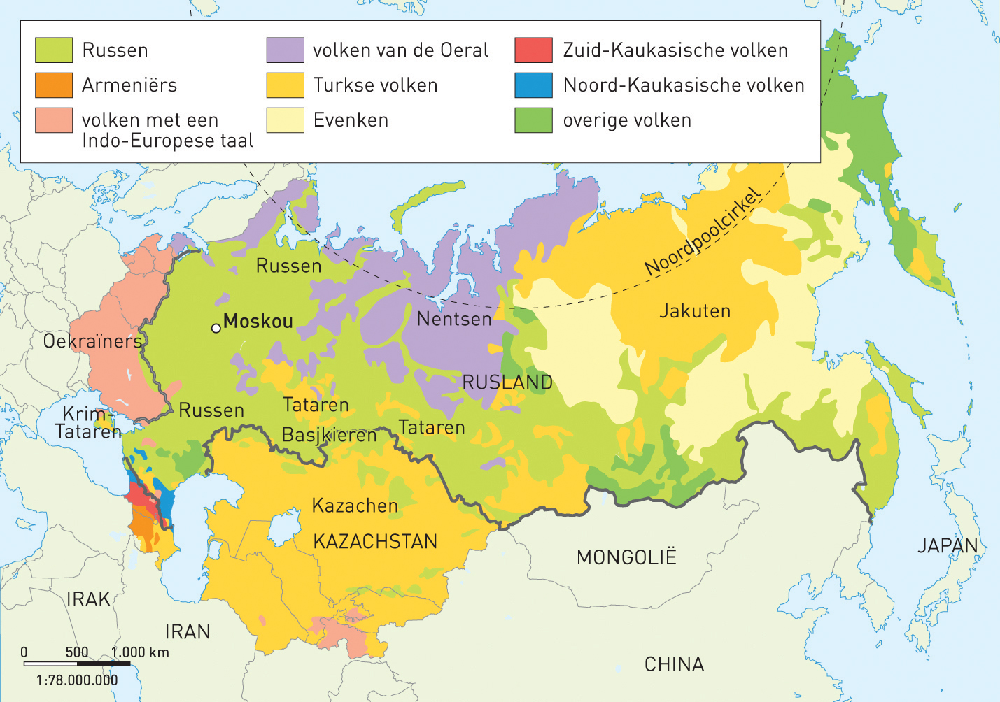 Russen
Armeniërs
volken met een
Indo-Europese taal
volken van de Oeral
Turkse volken
Evenken
Zuid-Kaukasische volken
Noord-Kaukasische volken
overige volken
Noordpoolcirkel
Russen
Moskou
Nentsen
Jakuten
Oekraïners
RUSLAND
Krim-
Tataren
Russen
Tataren
Basjkieren
Tataren
Kazachen
KAZACHSTAN
MONGOLIË
JAPAN
IRAK
IRAN
CHINA
0 500 1.000 km
1:78.000.000